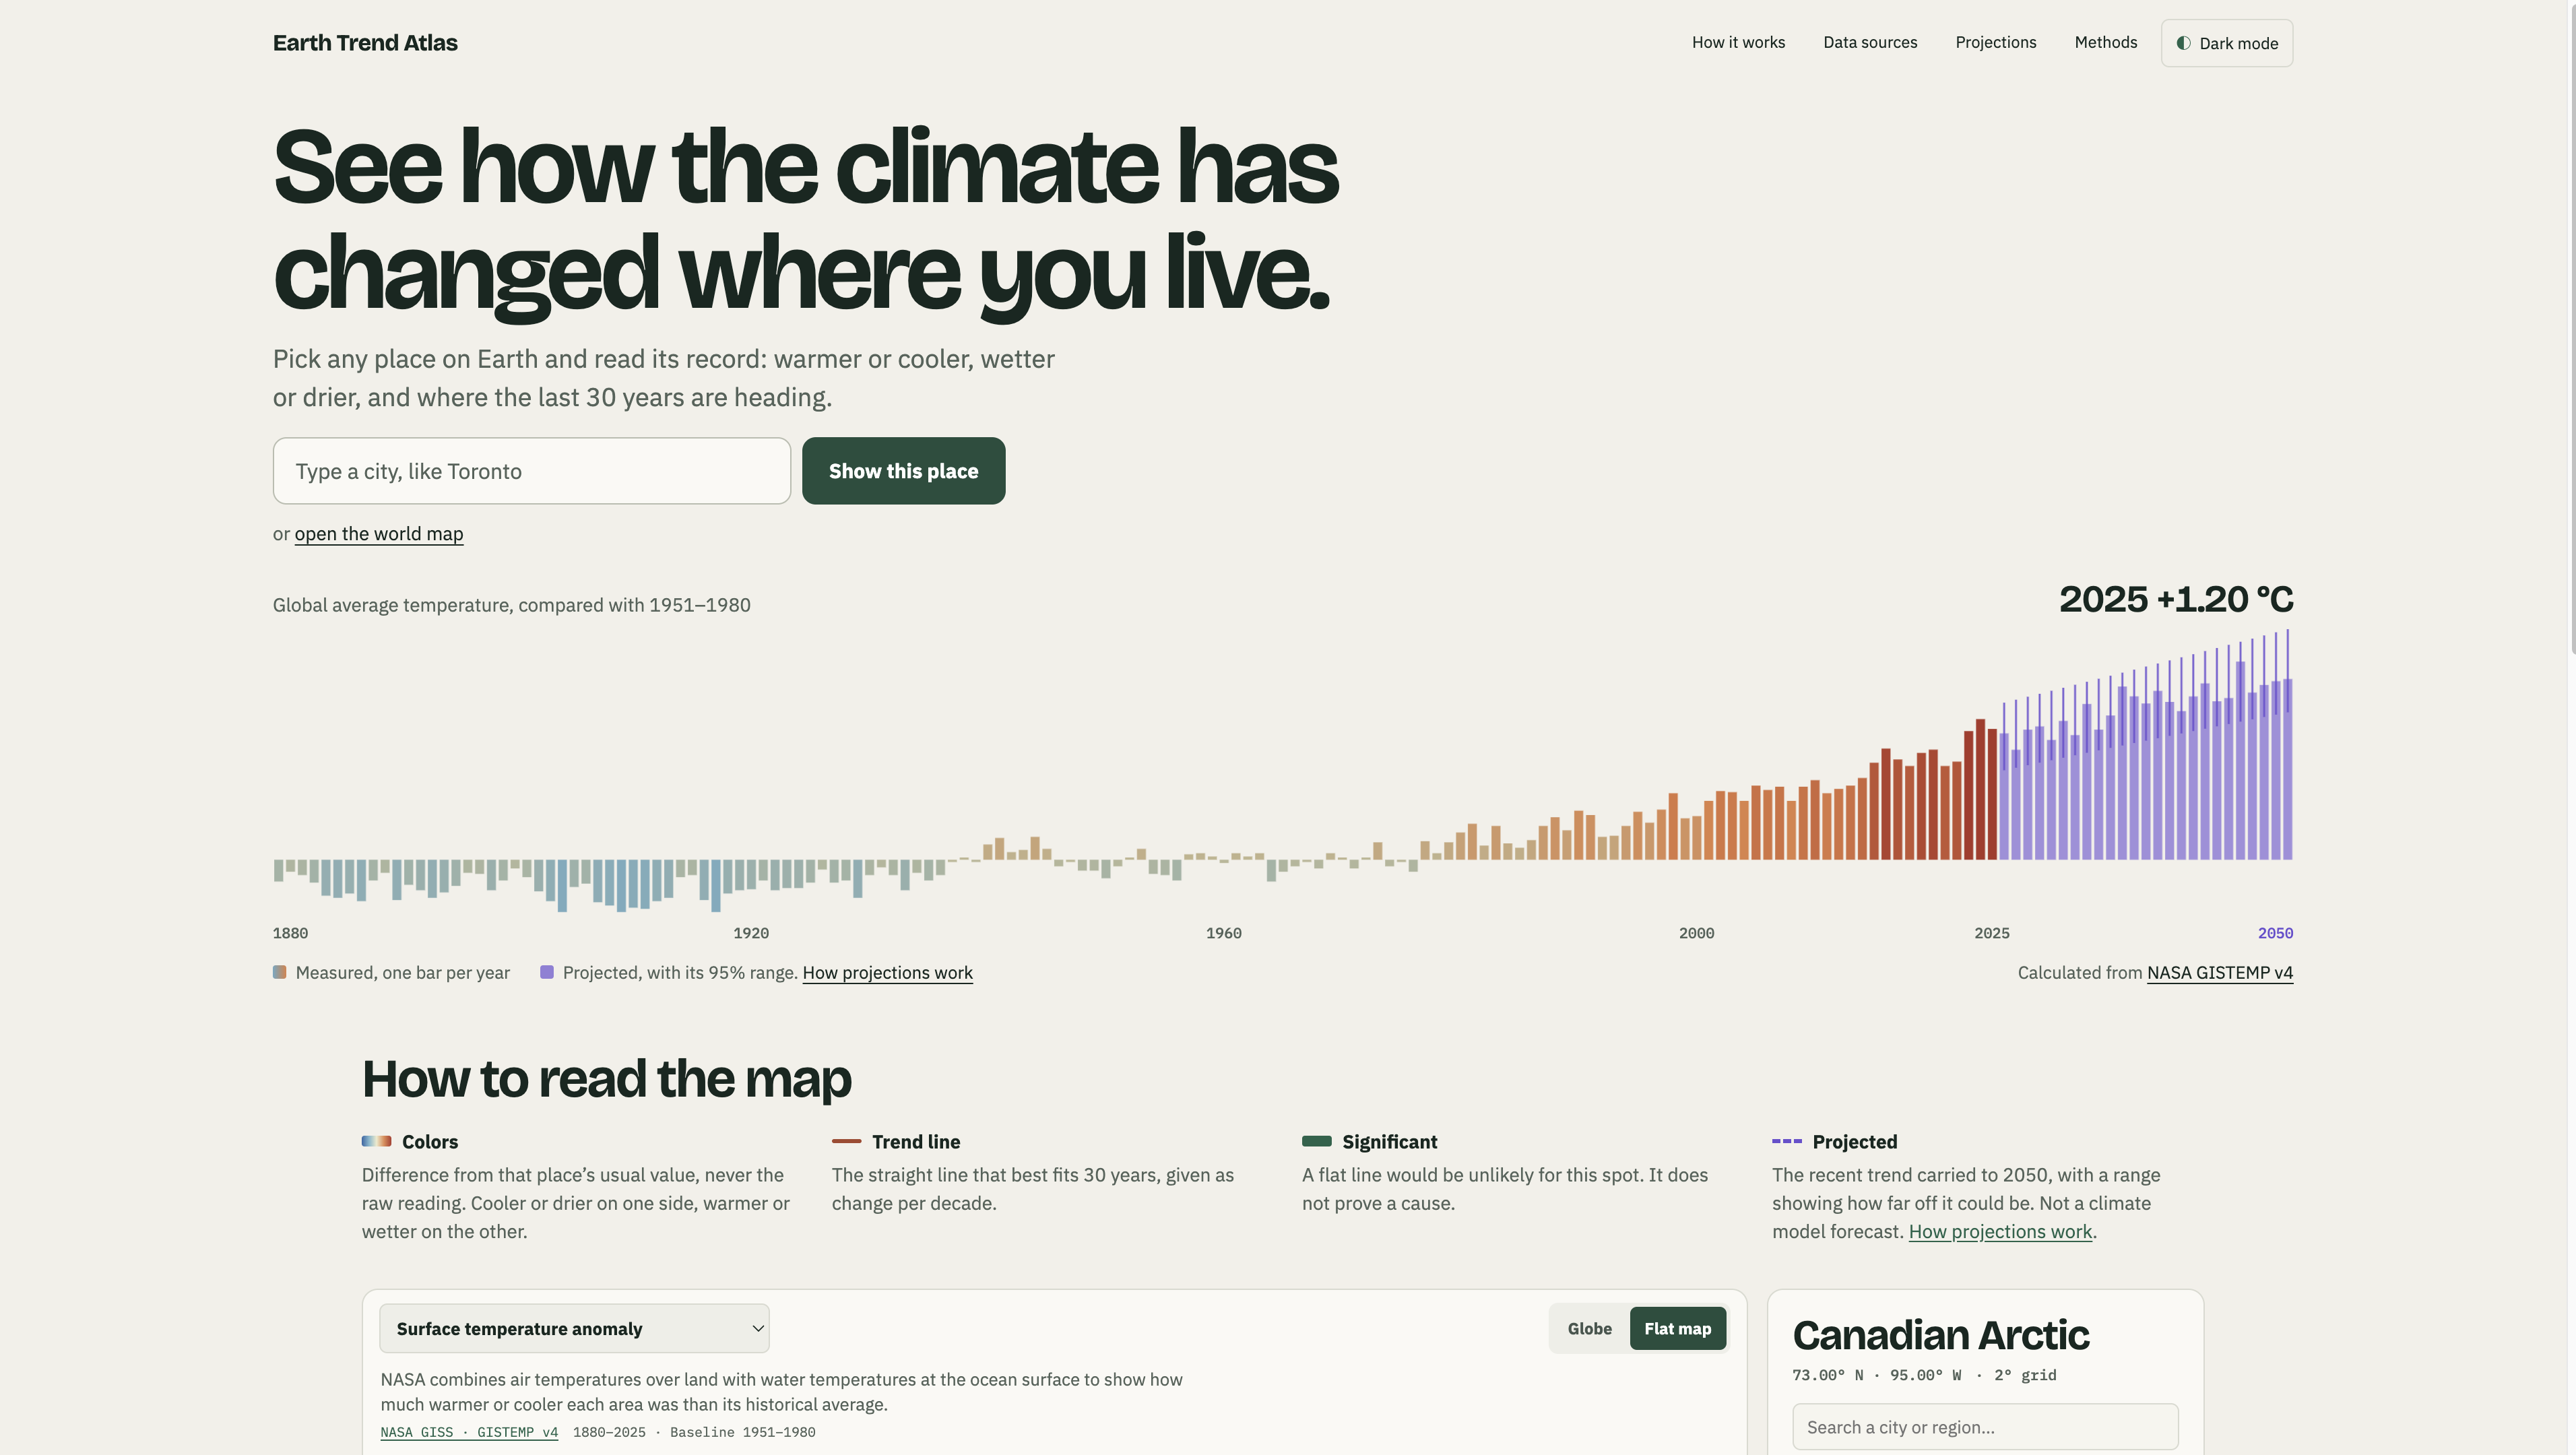 Earth Trend Atlas
How it works
Data sources
Projections
Methods
Dark mode
See how the climate has
changed where you live.
Pick any place on Earth and read its record: warmer or cooler, wetter
or drier, and where the last 30 years are heading.
Type a city, like Toronto
Show this place
or open the world map
Global average temperature, compared with 1951–1980
2025 +1.20 °C
1880
1920
1960
2000
2025
2050
Measured, one bar per year
Projected, with its 95% range. How projections work
Calculated from NASA GISTEMP v4
How to read the map
Colors
Difference from that place’s usual value, never the
raw reading. Cooler or drier on one side, warmer or
wetter on the other.
Trend line
The straight line that best fits 30 years, given as
change per decade.
Significant
A flat line would be unlikely for this spot. It does
not prove a cause.
Projected
The recent trend carried to 2050, with a range
showing how far off it could be. Not a climate
model forecast. How projections work.
Surface temperature anomaly
Globe
Flat map
NASA combines air temperatures over land with water temperatures at the ocean surface to show how
much warmer or cooler each area was than its historical average.
NASA GISS · GISTEMP v4 1880–2025 · Baseline 1951–1980
Canadian Arctic
73.00° N · 95.00° W · 2° grid
Search a city or region...